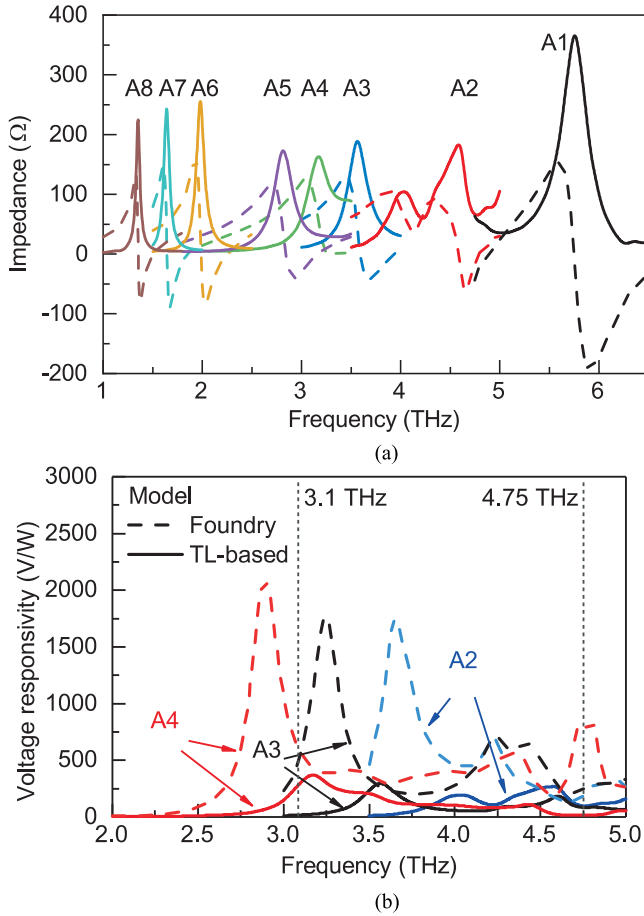 400
300
200
100
0
-100
-200
Impedance (Ω)
A8 A7 A6 A5 A4 A3 A2 A1
1 2 3 4 5 6
Frequency (THz)
(a)
3000
2500
2000
1500
1000
500
0
Voltage responsivity (V/W)
Model
Foundry
TL-based
3.1 THz
4.75 THz
A4
A3
A2
2.0 2.5 3.0 3.5 4.0 4.5 5.0
Frequency (THz)
(b)